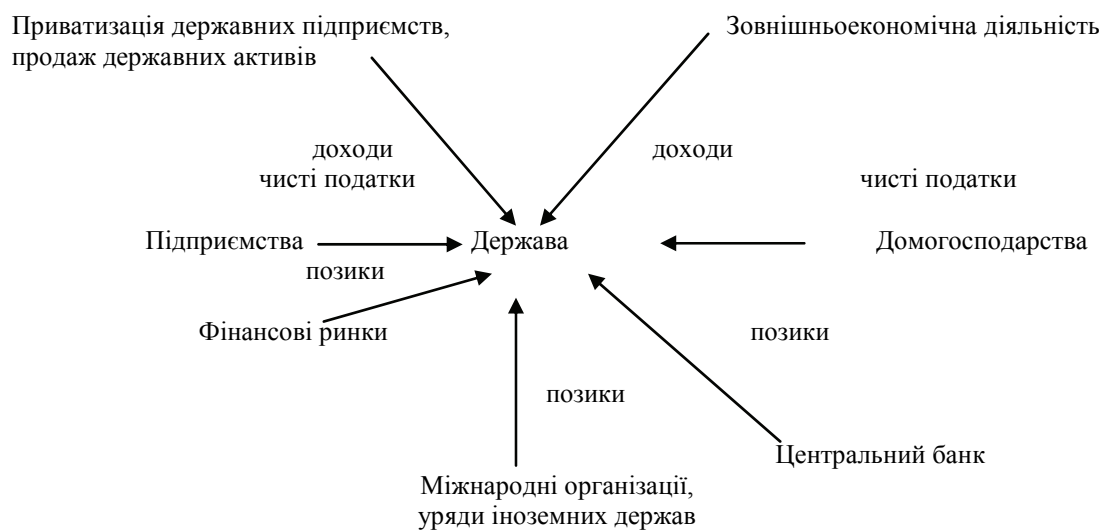 Приватизація державних підприємств,
продаж державних активів
Зовнішньоекономічна діяльність
доходи
доходи
чисті податки
чисті податки
Підприємства
Держава
Домогосподарства
позики
Фінансові ринки
позики
позики
Центральний банк
Міжнародні організації,
уряди іноземних держав